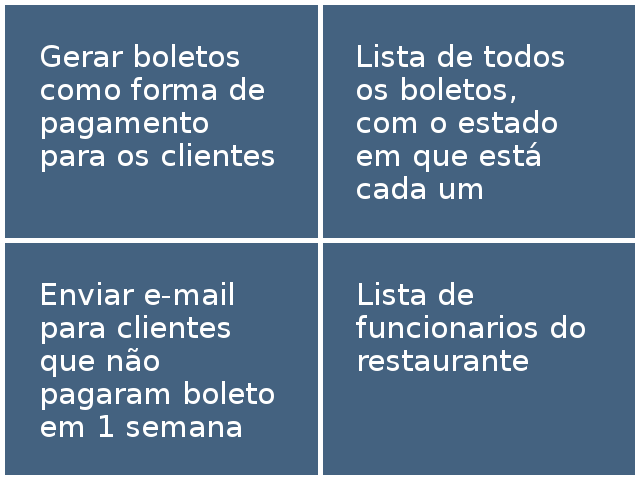 Gerar boletos
como forma de
pagamento
para os clientes
Lista de todos
os boletos,
com o estado
em que está
cada um
Enviar e-mail
para clientes
que não
pagaram boleto
em 1 semana
Lista de
funcionarios do
restaurante